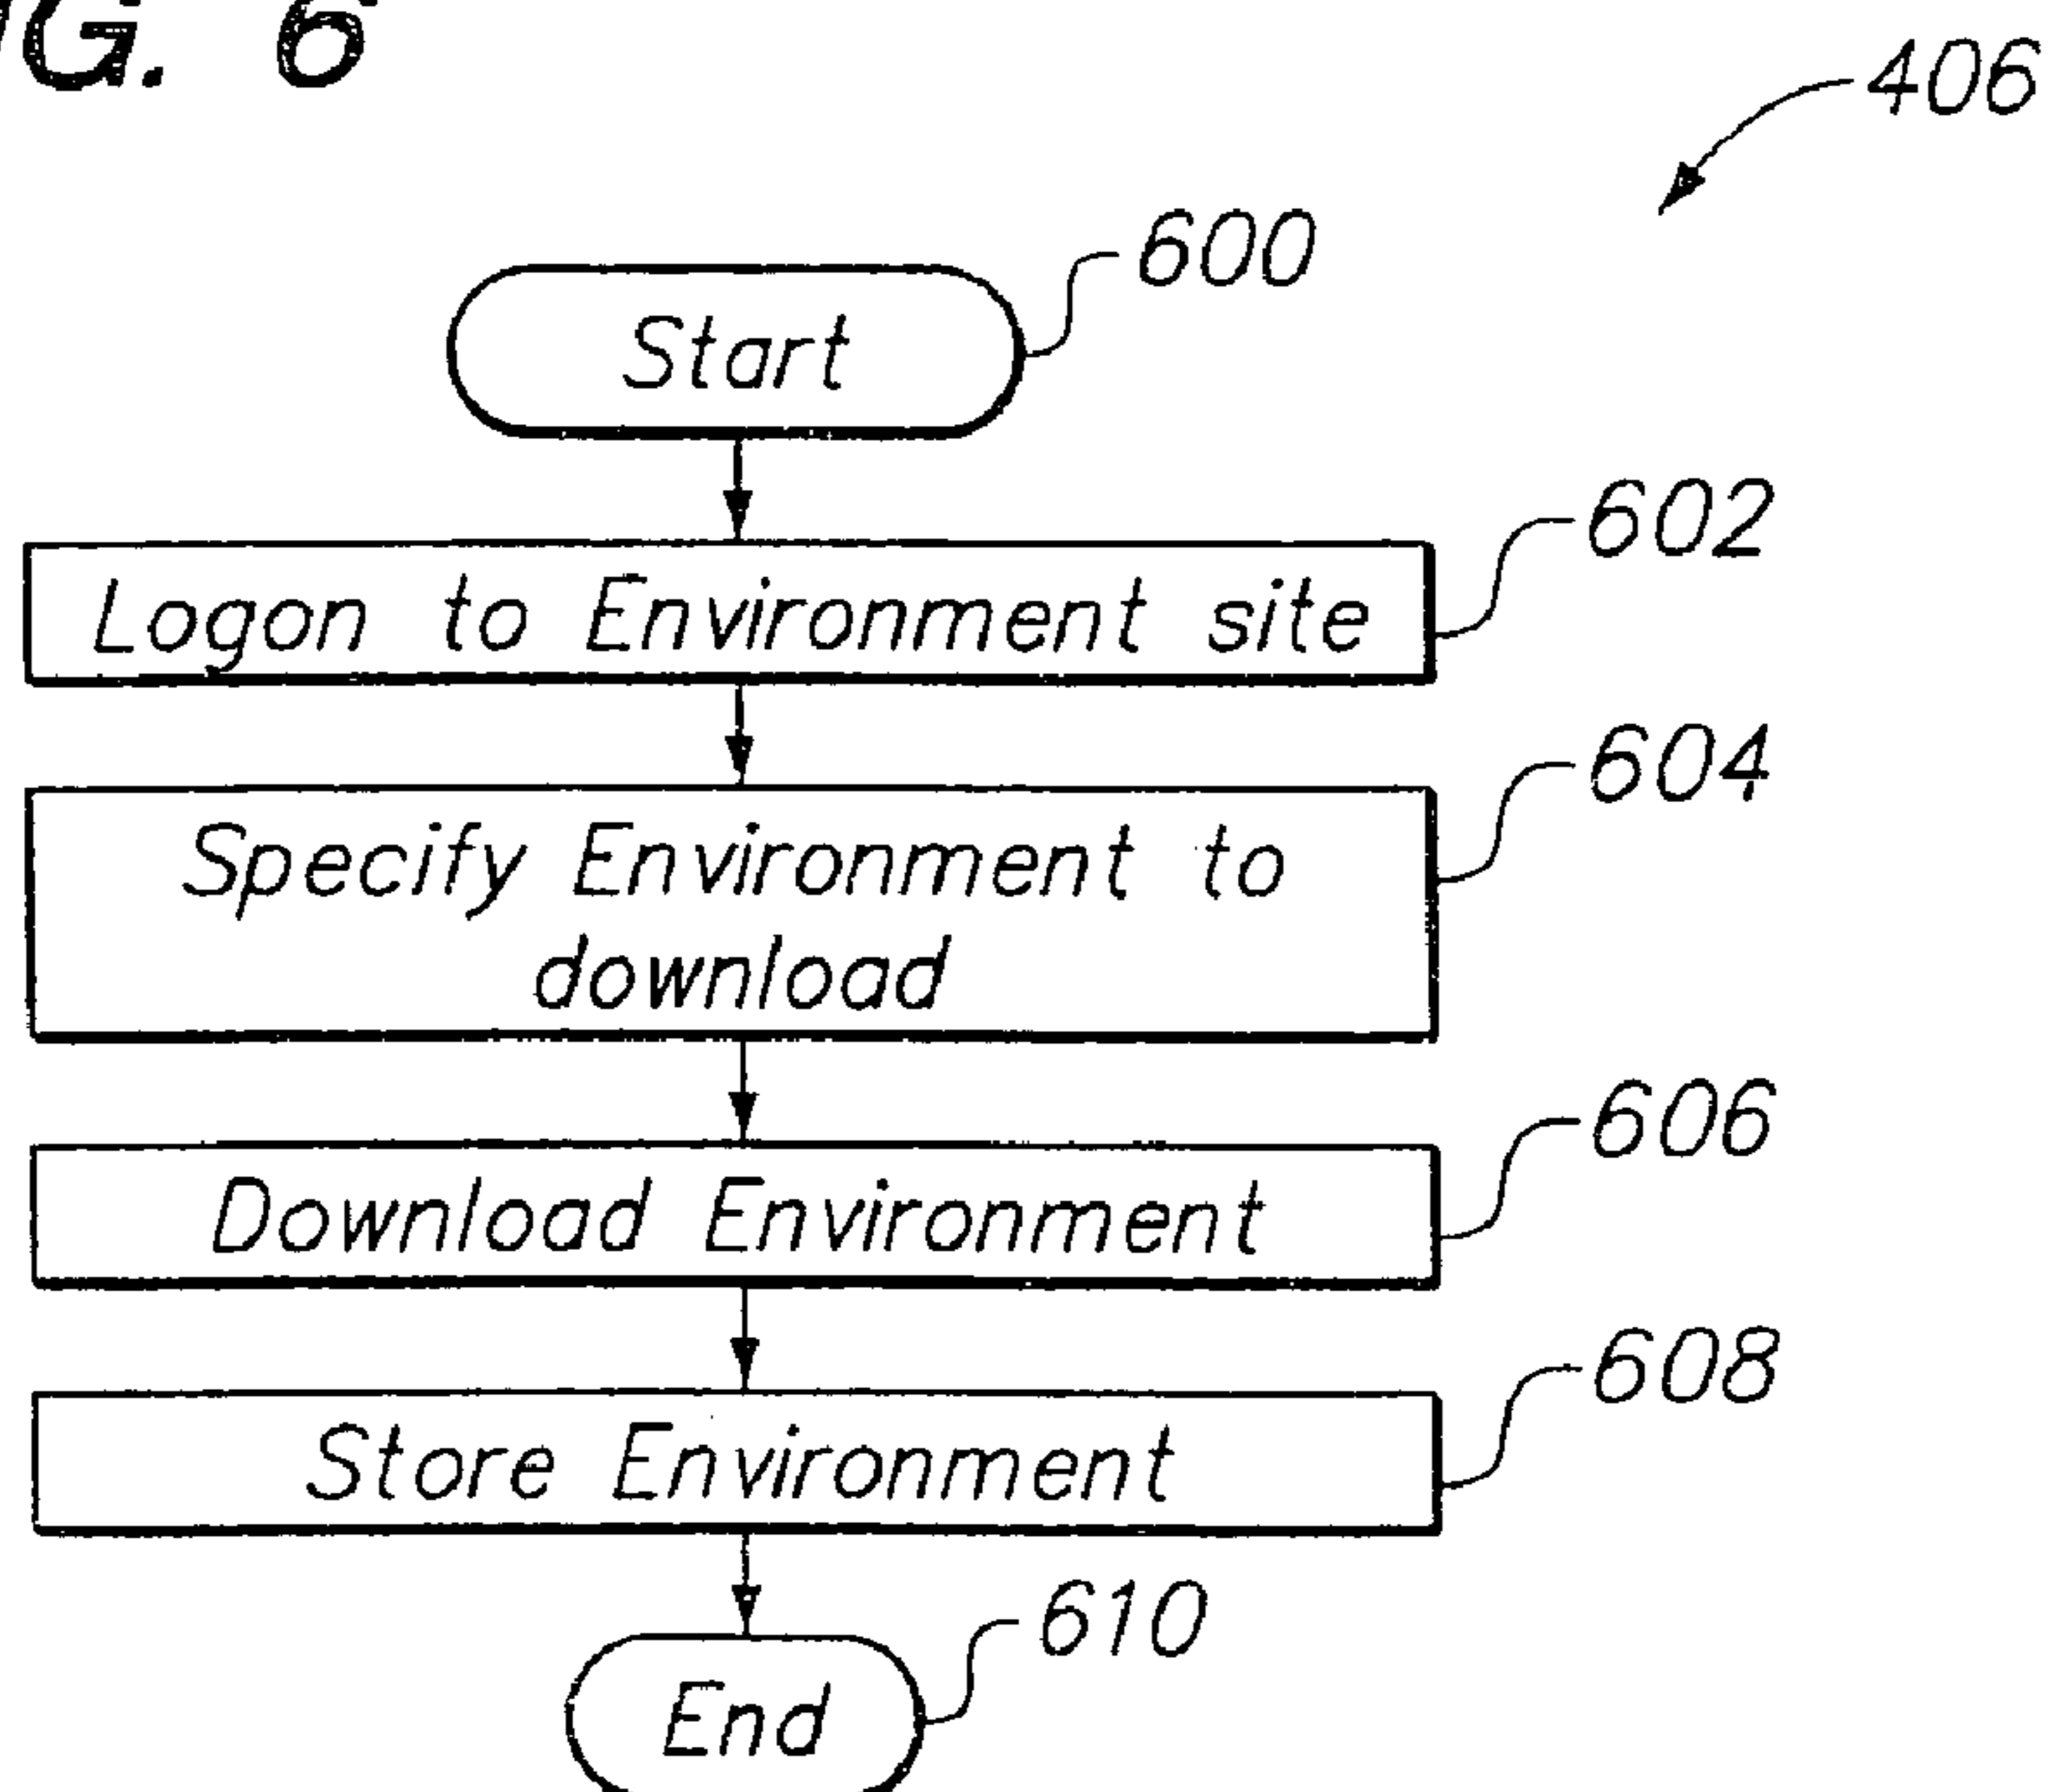 G. 6
406
600
Start
602
Logon to Environment site
604
Specify Environment to
download
606
Download Environment
608
Store Environment
610
End